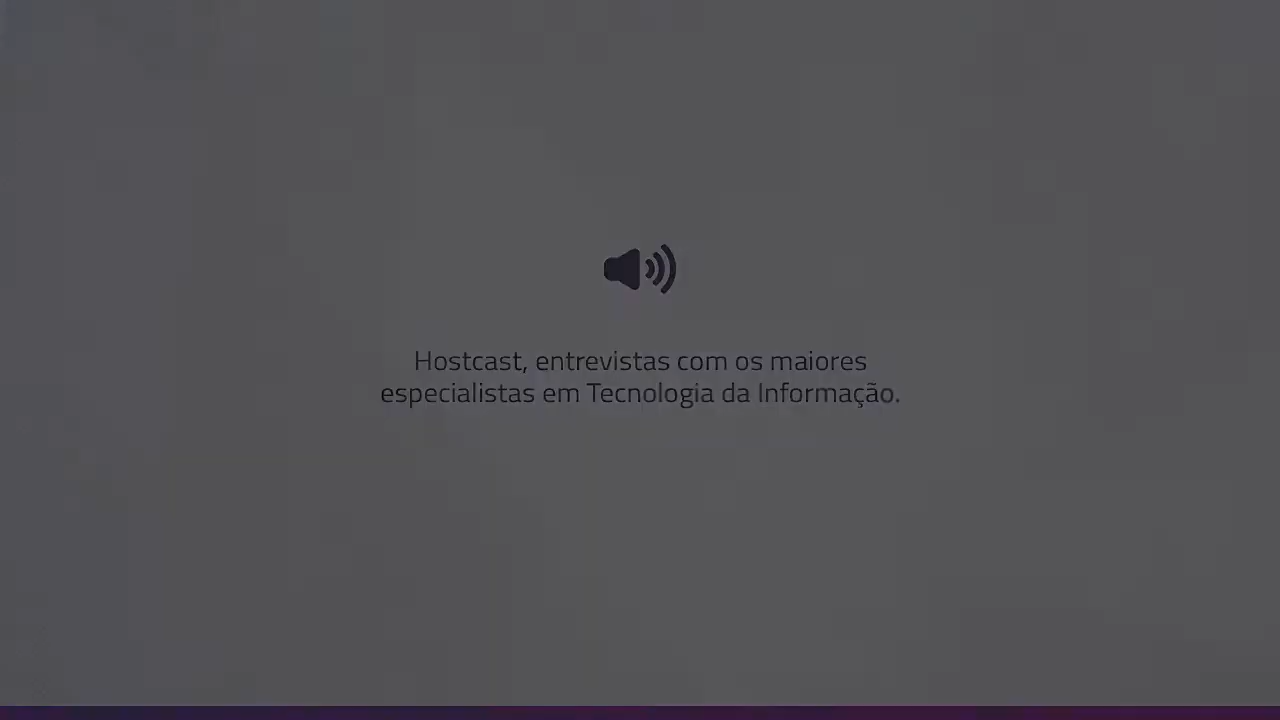 Hostcast, entrevistas com os maiores
especialistas em Tecnologia da Informação.